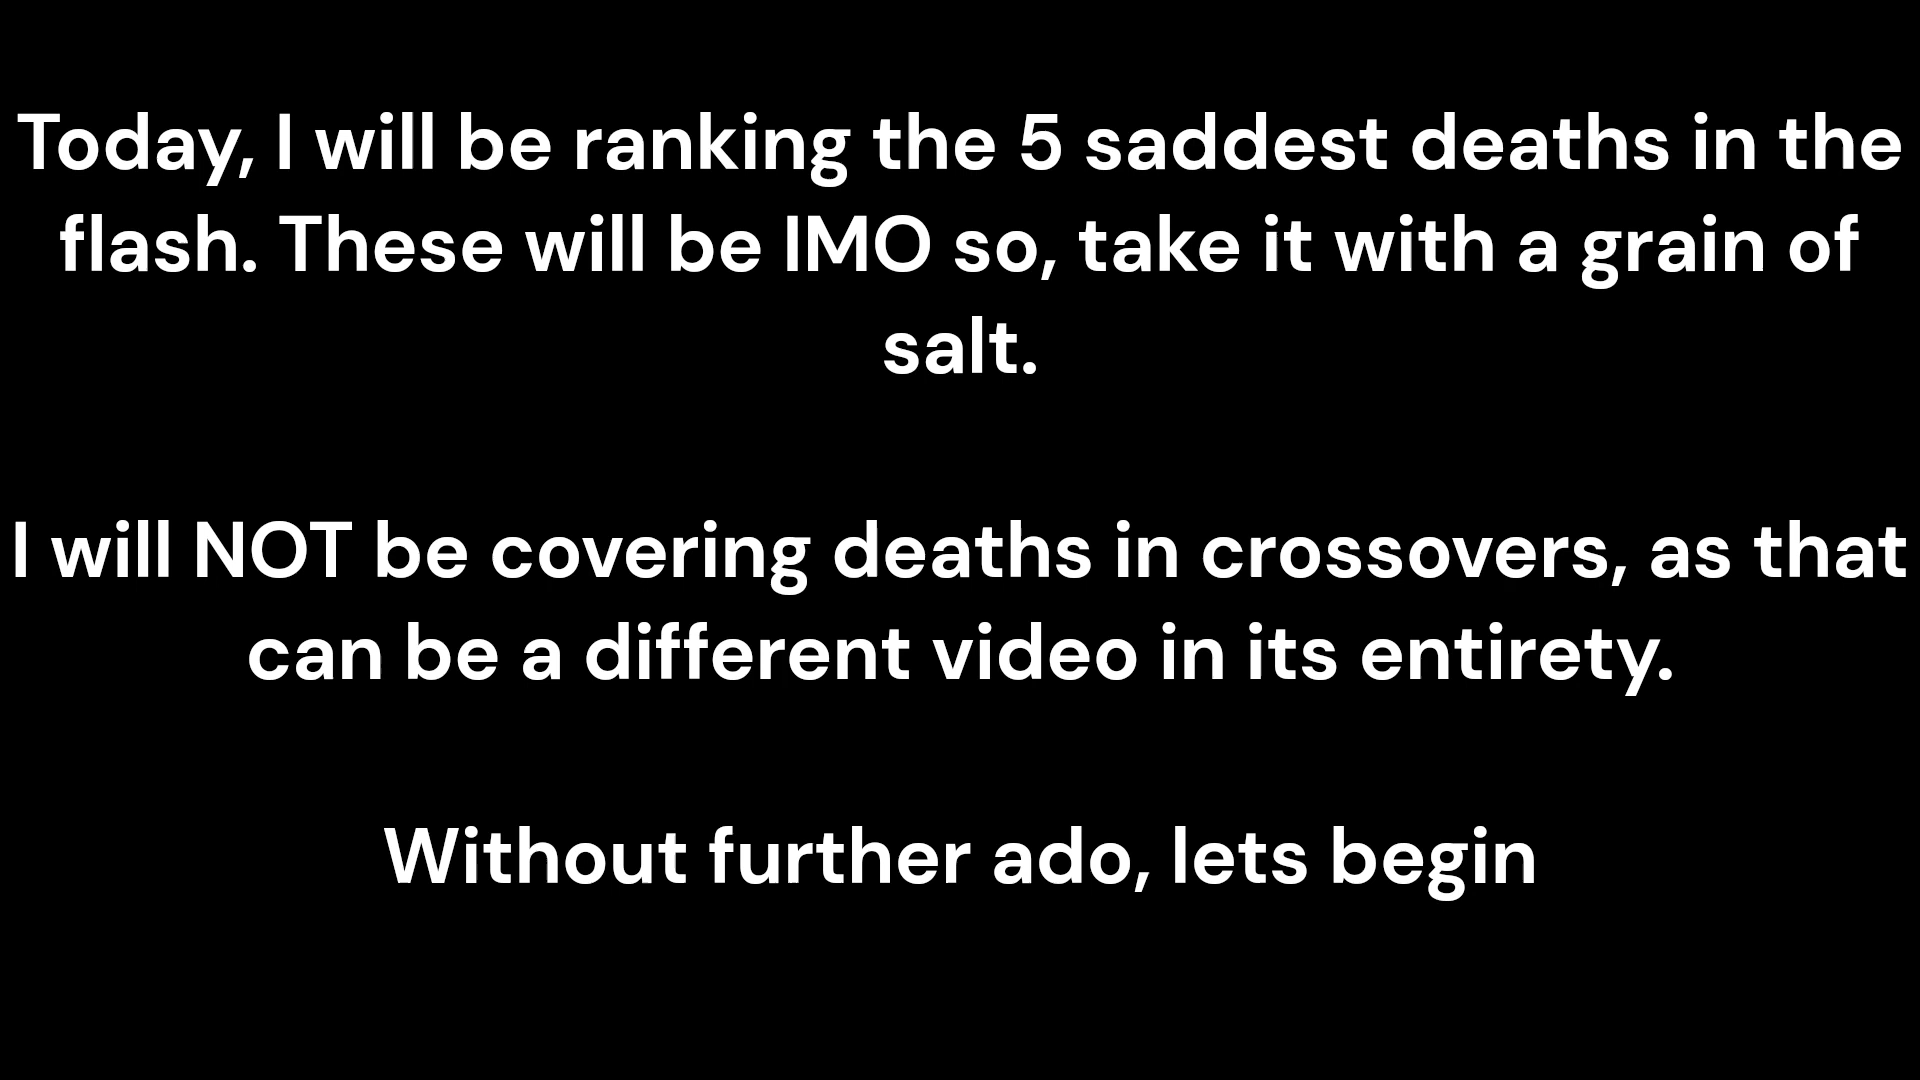 Today, I will be ranking the 5 saddest deaths in the
flash. These will be IMO so, take it with a grain of
salt.
I will NOT be covering deaths in crossovers, as that
can be a different video in its entirety.
Without further ado, lets begin